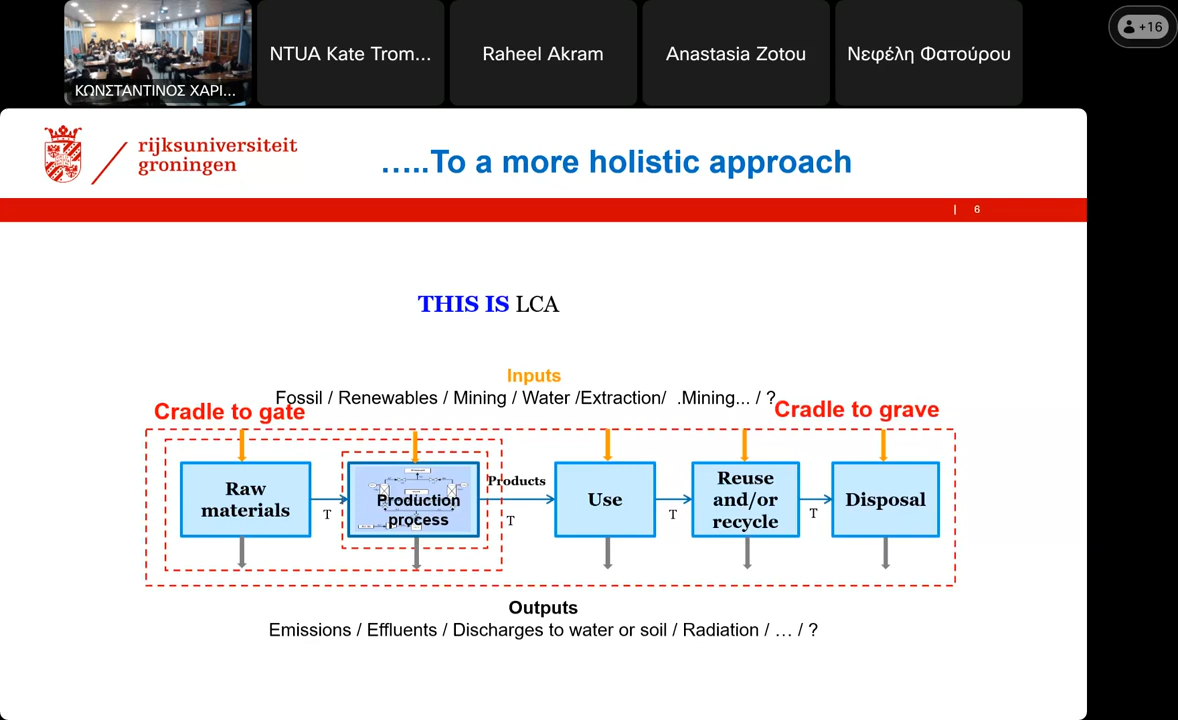 ΚΩΝΣΤΑΝΤΙΝΟΣ ΧΑΡΙ...
NTUA Kate Trom...
Raheel Akram
Anastasia Zotou
Νεφέλη Φατούρου
+16
rijksuniversiteit
groningen
…..To a more holistic approach
| 6
THIS IS LCA
Inputs
Fossil / Renewables / Mining / Water /Extraction/ .Mining... / ?
Cradle to gate
Cradle to grave
Raw
materials
T
Production
process
Products
T
Use
T
Reuse
and/or
recycle
T
Disposal
Outputs
Emissions / Effluents / Discharges to water or soil / Radiation / … / ?